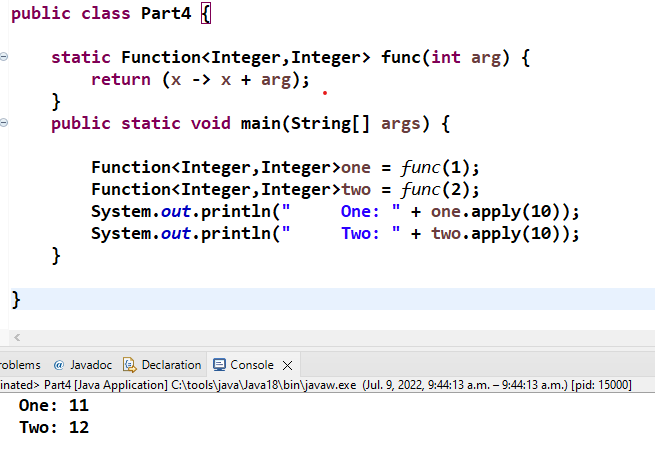 public class Part4 {
static Function<Integer,Integer> func(int arg) {
return (x -> x + arg);
}
public static void main(String[] args) {
Function<Integer,Integer>one = func(1);
Function<Integer,Integer>two = func(2);
System.out.println("     One: " + one.apply(10));
System.out.println("     Two: " + two.apply(10));
}
}
roblems @ Javadoc Declaration Console
inated> Part4 [Java Application] C:\tools\java\Java18\bin\javaw.exe (Jul. 9, 2022, 9:44:13 a.m. – 9:44:13 a.m.) [pid: 15000]
One: 11
Two: 12